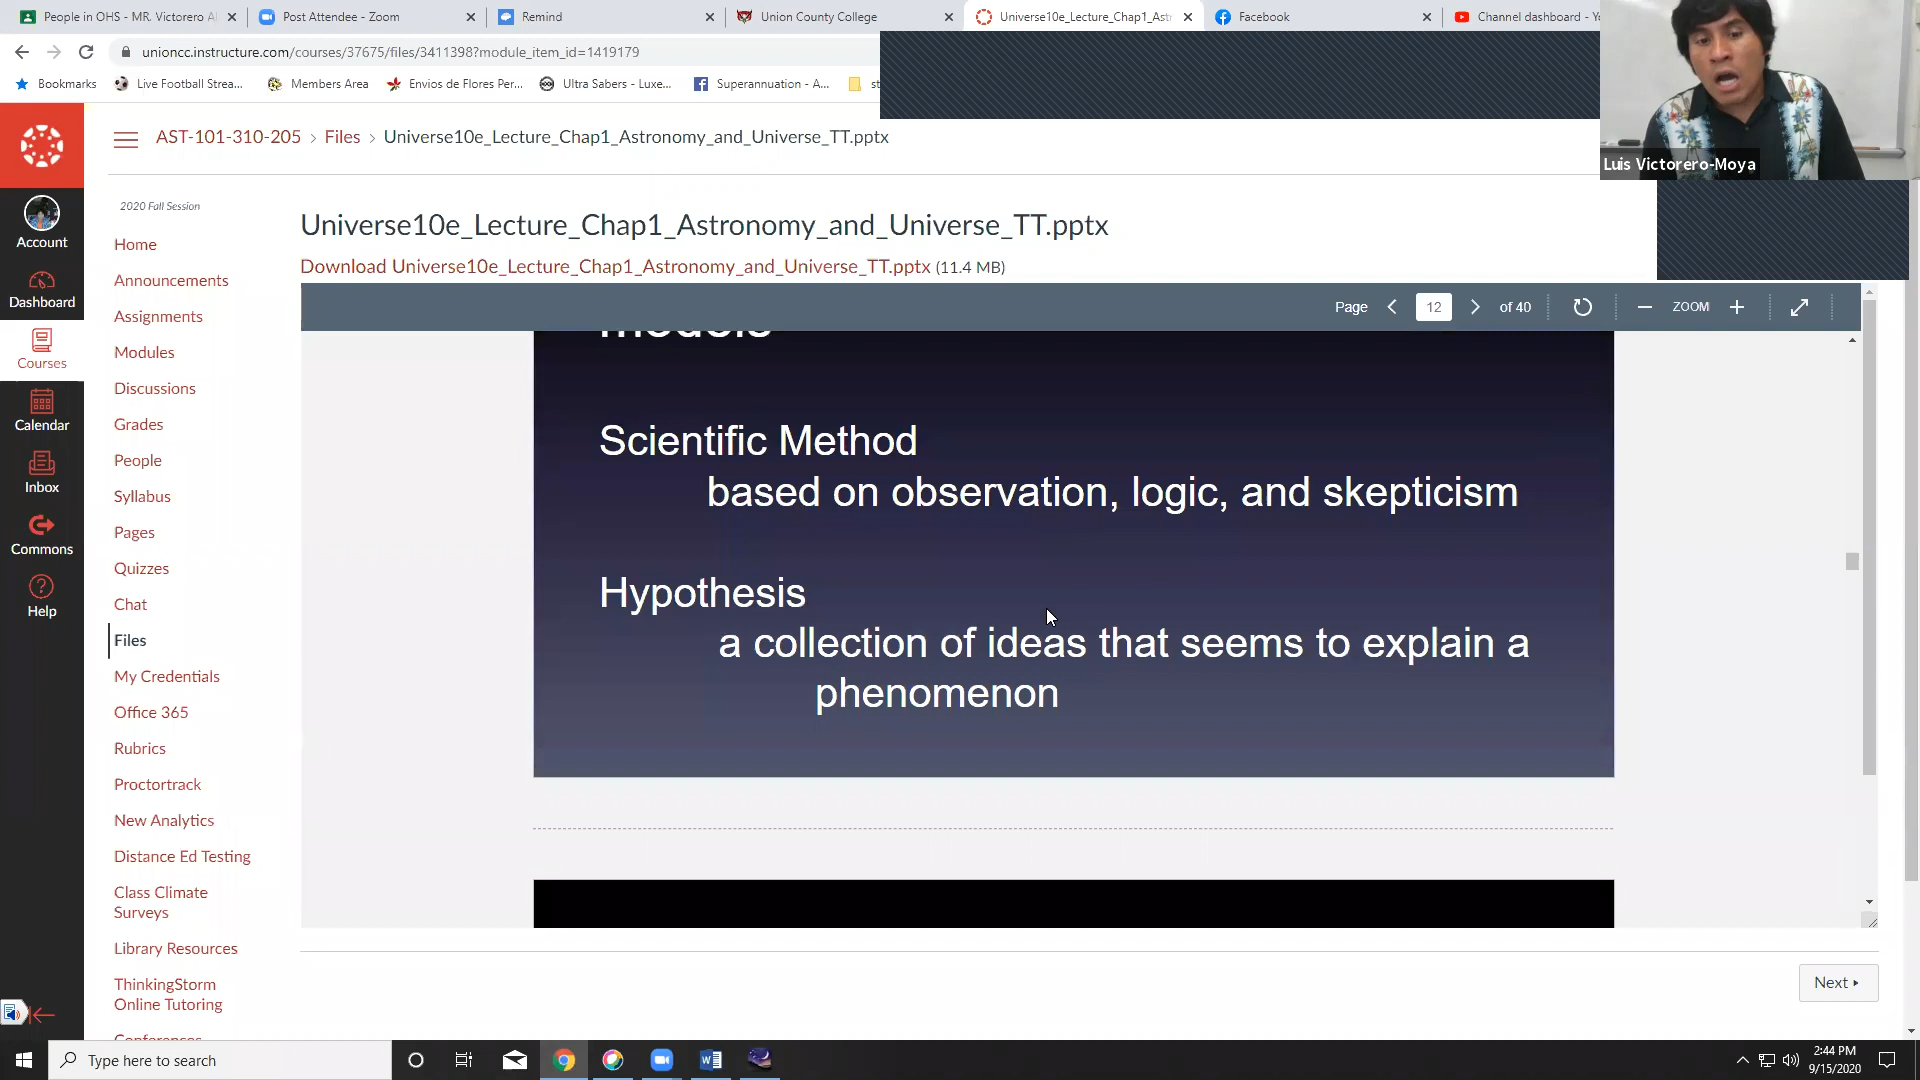 People in OHS - MR. Victorero Al
Post Attendee - Zoom
Remind
Union County College
Universe10e_Lecture_Chap1_Astr
Facebook
Channel dashboard - Yo
unioncc.instructure.com/courses/37675/files/3411398?module_item_id=1419179
Bookmarks
Live Football Strea...
Members Area
Envios de Flores Per...
Ultra Sabers - Luxe...
Superannuation - A...
st
Luis Victorero-Moya
AST-101-310-205 > Files > Universe10e_Lecture_Chap1_Astronomy_and_Universe_TT.pptx
Account
Dashboard
Courses
Calendar
Inbox
Commons
Help
2020 Fall Session
Home
Announcements
Assignments
Modules
Discussions
Grades
People
Syllabus
Pages
Quizzes
Chat
Files
My Credentials
Office 365
Rubrics
Proctortrack
New Analytics
Distance Ed Testing
Class Climate
Surveys
Library Resources
ThinkingStorm
Online Tutoring
Conferences
Universe10e_Lecture_Chap1_Astronomy_and_Universe_TT.pptx
Download Universe10e_Lecture_Chap1_Astronomy_and_Universe_TT.pptx (11.4 MB)
Page 12 of 40 ZOOM
models
Scientific Method
based on observation, logic, and skepticism
Hypothesis
a collection of ideas that seems to explain a
phenomenon
Next
Type here to search
2:44 PM
9/15/2020